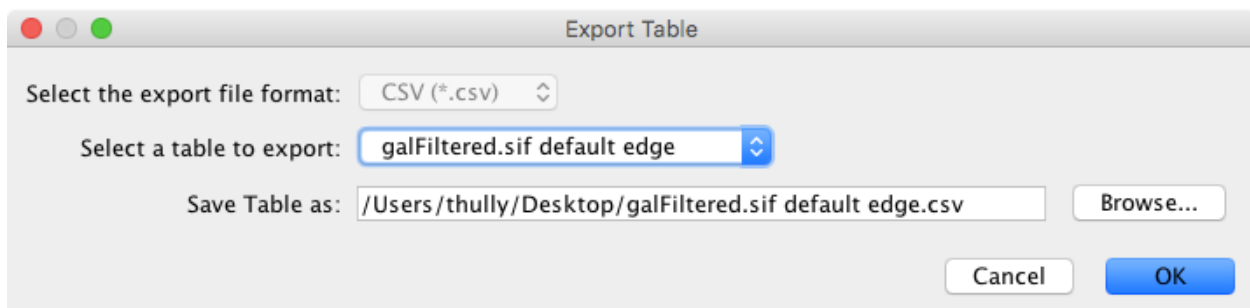 Export Table
Select the export file format: CSV (*.csv)
Select a table to export: galFiltered.sif default edge
Save Table as: /Users/thully/Desktop/galFiltered.sif default edge.csv Browse...
Cancel OK